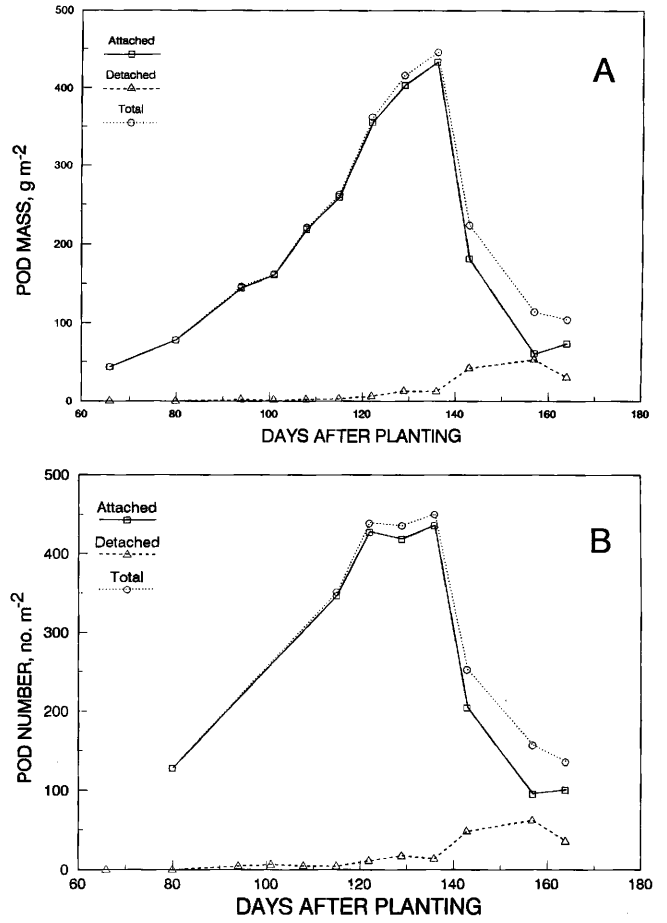 500
400
300
200
100
0
POD MASS, g m-2
Attached
Detached
Total
A
60 80 100 120 140 160 180
DAYS AFTER PLANTING
500
400
300
200
100
0
POD NUMBER, no. m-2
Attached
Detached
Total
B
60 80 100 120 140 160 180
DAYS AFTER PLANTING